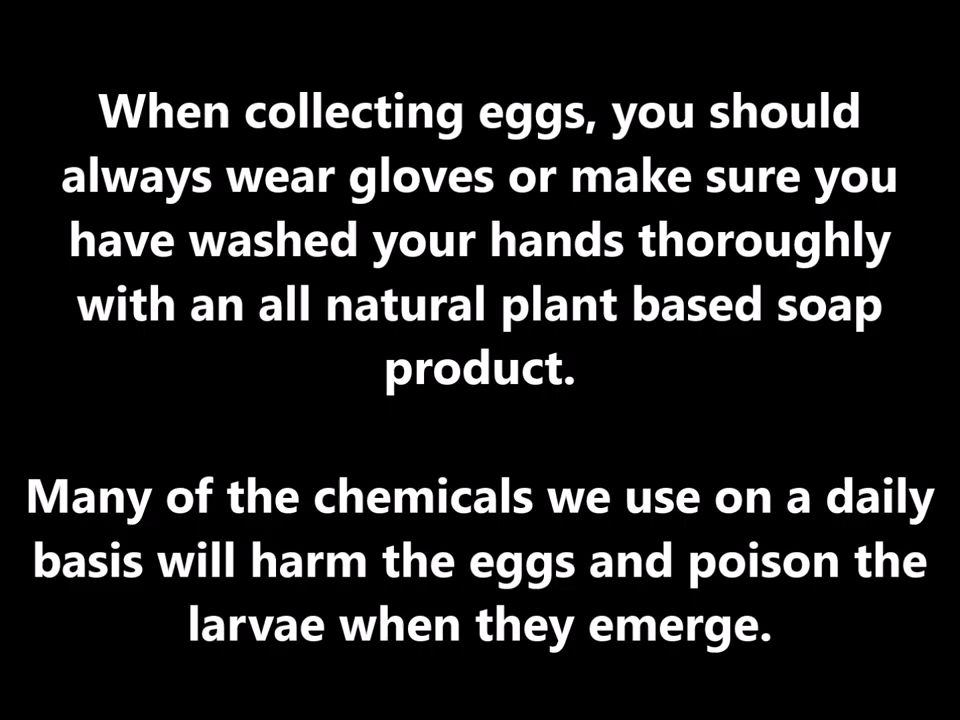 When collecting eggs, you should
always wear gloves or make sure you
have washed your hands thoroughly
with an all natural plant based soap
product.
Many of the chemicals we use on a daily
basis will harm the eggs and poison the
larvae when they emerge.